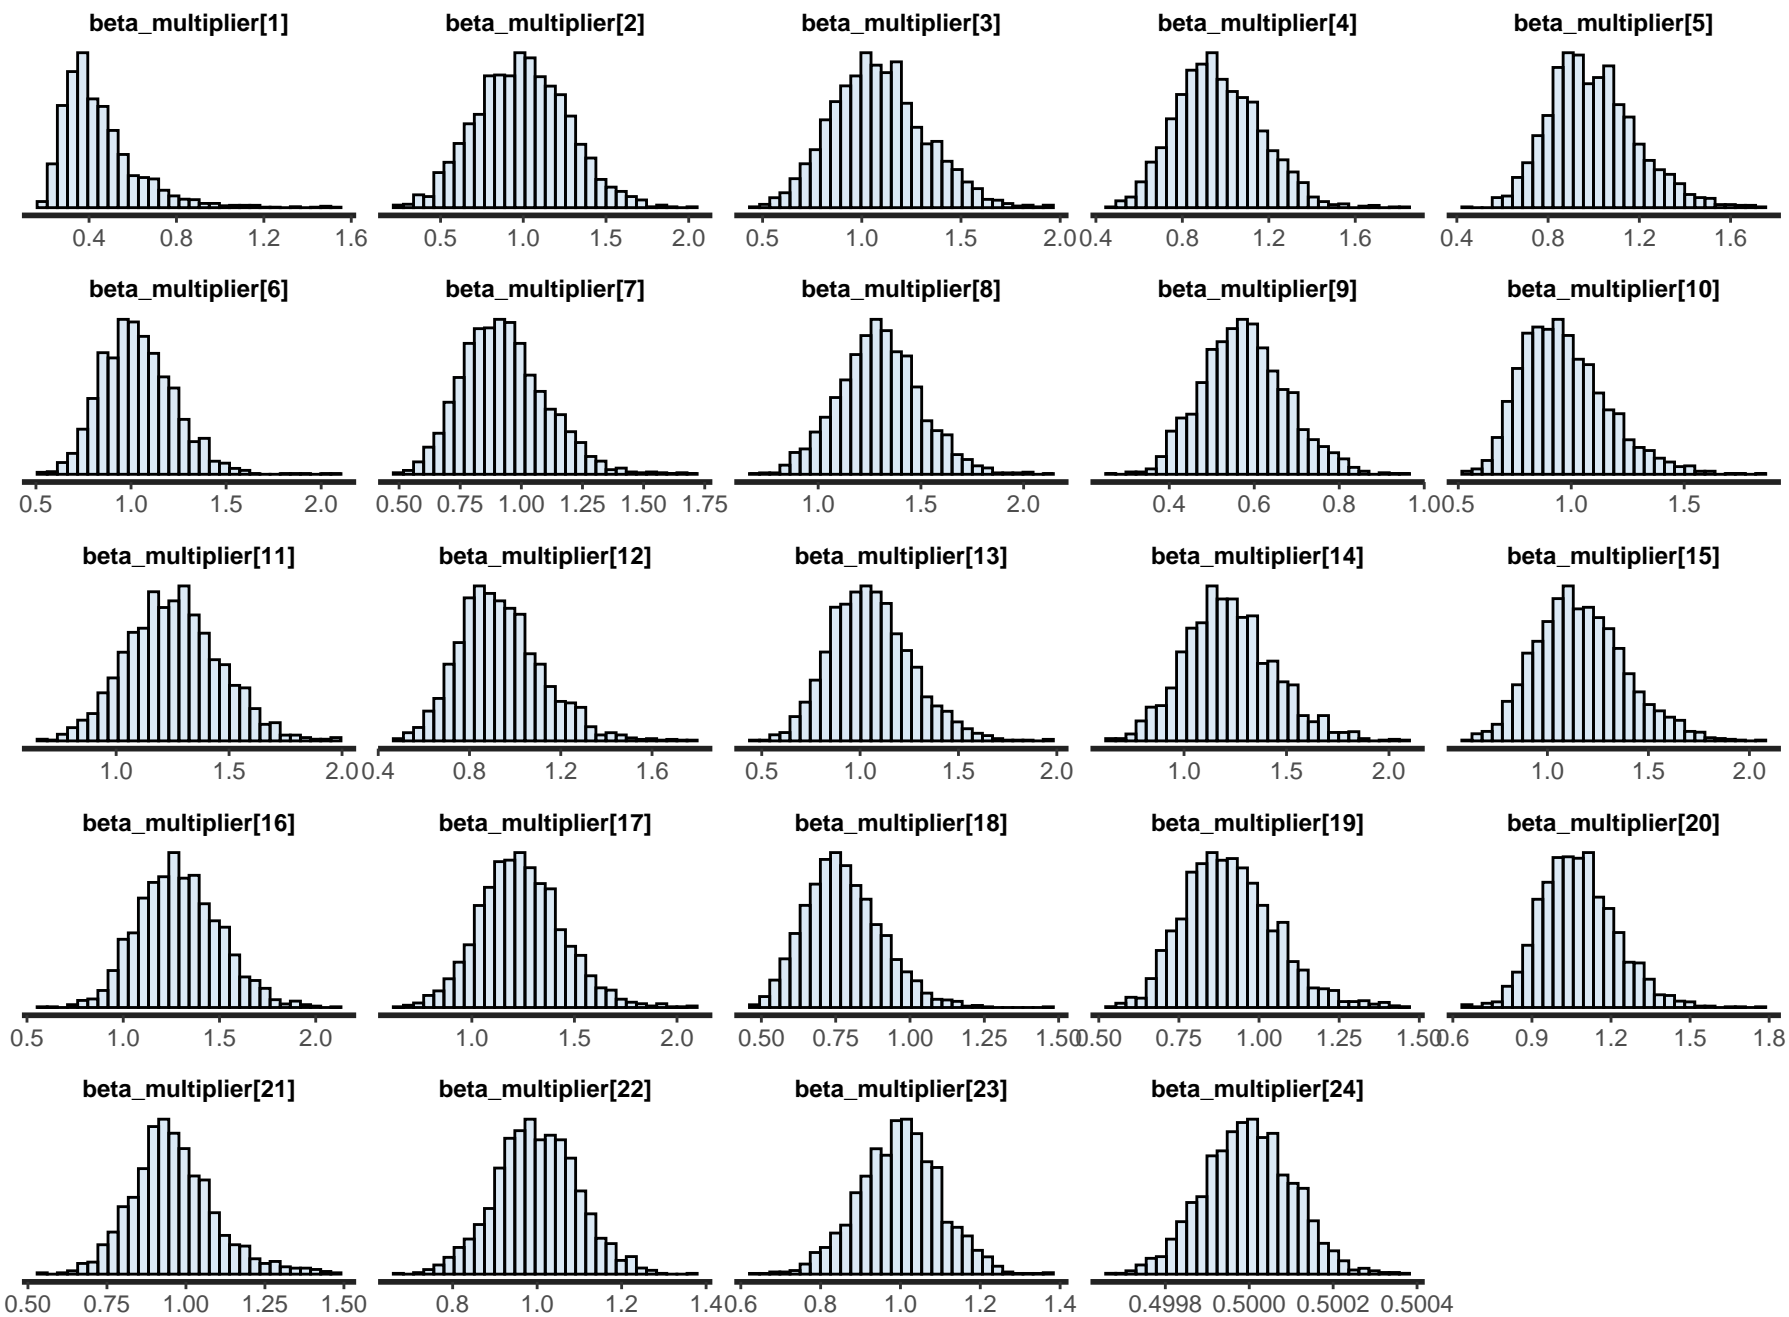 beta_multiplier[1] beta_multiplier[2] beta_multiplier[3] beta_multiplier[4] beta_multiplier[5]
0.4 0.8 1.2 1.6 0.5 1.0 1.5 2.0 0.5 1.0 1.5 2.0 0.4 0.8 1.2 1.6 0.4 0.8 1.2 1.6
beta_multiplier[6] beta_multiplier[7] beta_multiplier[8] beta_multiplier[9] beta_multiplier[10]
0.5 1.0 1.5 2.0 0.50 0.75 1.00 1.25 1.50 1.75 1.0 1.5 2.0 0.4 0.6 0.8 1.0 0.5 1.0 1.5
beta_multiplier[11] beta_multiplier[12] beta_multiplier[13] beta_multiplier[14] beta_multiplier[15]
1.0 1.5 2.0 0.4 0.8 1.2 1.6 0.5 1.0 1.5 2.0 1.0 1.5 2.0 1.0 1.5 2.0
beta_multiplier[16] beta_multiplier[17] beta_multiplier[18] beta_multiplier[19] beta_multiplier[20]
0.5 1.0 1.5 2.0 1.0 1.5 2.0 0.50 0.75 1.00 1.25 1.50 0.50 0.75 1.00 1.25 1.50 0.6 0.9 1.2 1.5 1.8
beta_multiplier[21] beta_multiplier[22] beta_multiplier[23] beta_multiplier[24]
0.50 0.75 1.00 1.25 1.50 0.8 1.0 1.2 1.4 0.6 0.8 1.0 1.2 1.4 0.4998 0.5000 0.5002 0.5004